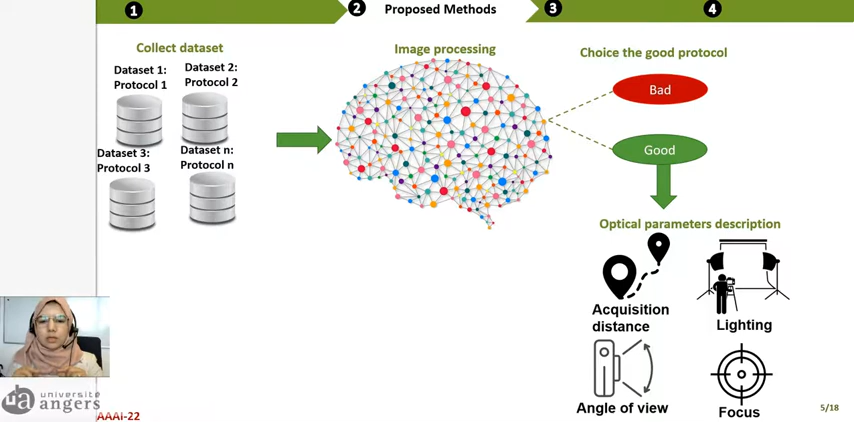 1
2
Proposed Methods
3
4
Collect dataset
Dataset 1:
Protocol 1
Dataset 2:
Protocol 2
Dataset 3:
Protocol 3
Dataset n:
Protocol n
Image processing
Choice the good protocol
Bad
Good
Optical parameters description
Acquisition
distance
Lighting
Angle of view
Focus
ua
université
angers
AAAI-22
5/18